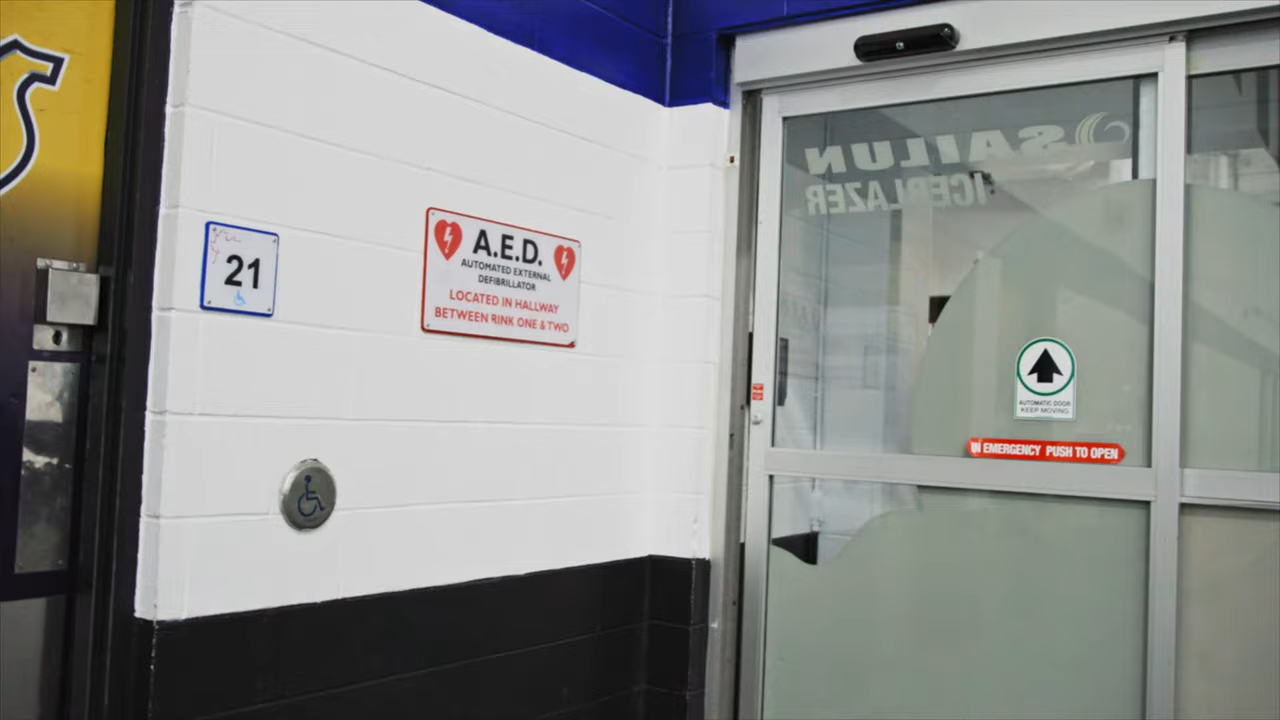 21
A.E.D.
AUTOMATED EXTERNAL
DEFIBRILLATOR
LOCATED IN HALLWAY
BETWEEN RINK ONE & TWO
SAILUN
ICEBLAZER
AUTOMATIC DOOR
KEEP MOVING
IN EMERGENCY PUSH TO OPEN